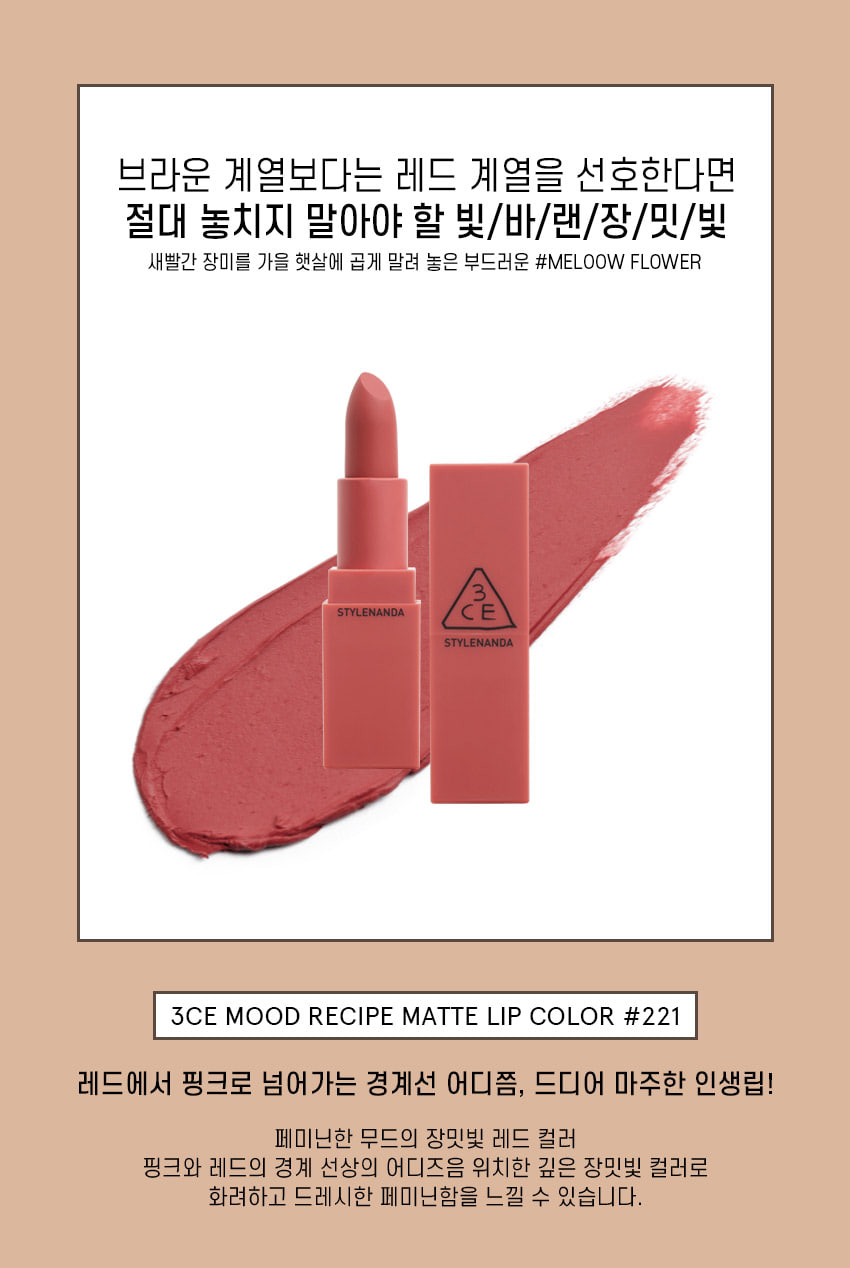 브라운 계열보다는 레드 계열을 선호한다면
절대 놓치지 말아야 할 빛/바/랜/장/밋/빛
새빨간 장미를 가을 햇살에 곱게 말려 놓은 부드러운 #MELOOW FLOWER
STYLENANDA
3
CE
STYLENANDA
3CE MOOD RECIPE MATTE LIP COLOR #221
레드에서 핑크로 넘어가는 경계선 어디쯤, 드디어 마주한 인생립!
페미닌한 무드의 장밋빛 레드 컬러
핑크와 레드의 경계 선상의 어디즈음 위치한 깊은 장밋빛 컬러로
화려하고 드레시한 페미닌함을 느낄 수 있습니다.